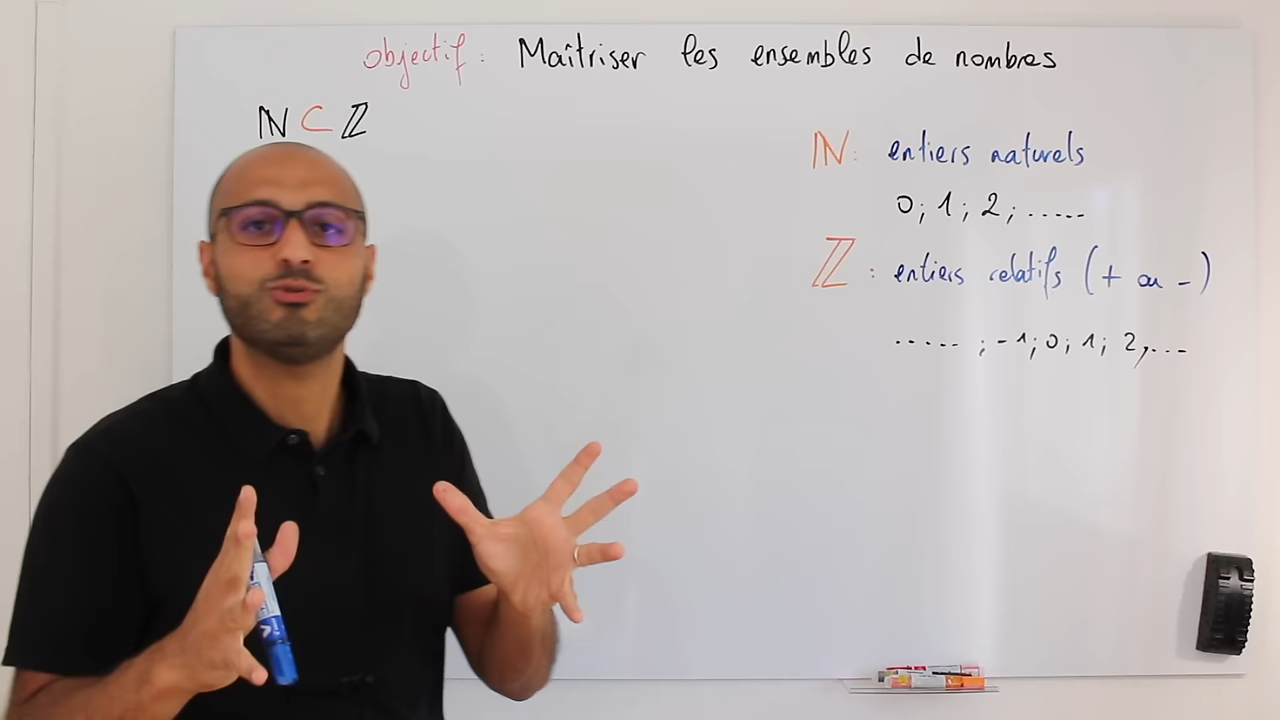 Objectif : Maîtriser les ensembles de nombres
ℕ ⊂ ℤ
ℕ : entiers naturels
0 ; 1 ; 2 ; .....
ℤ : entiers relatifs (+ ou -)
..... ; -1 ; 0 ; 1 ; 2, ...